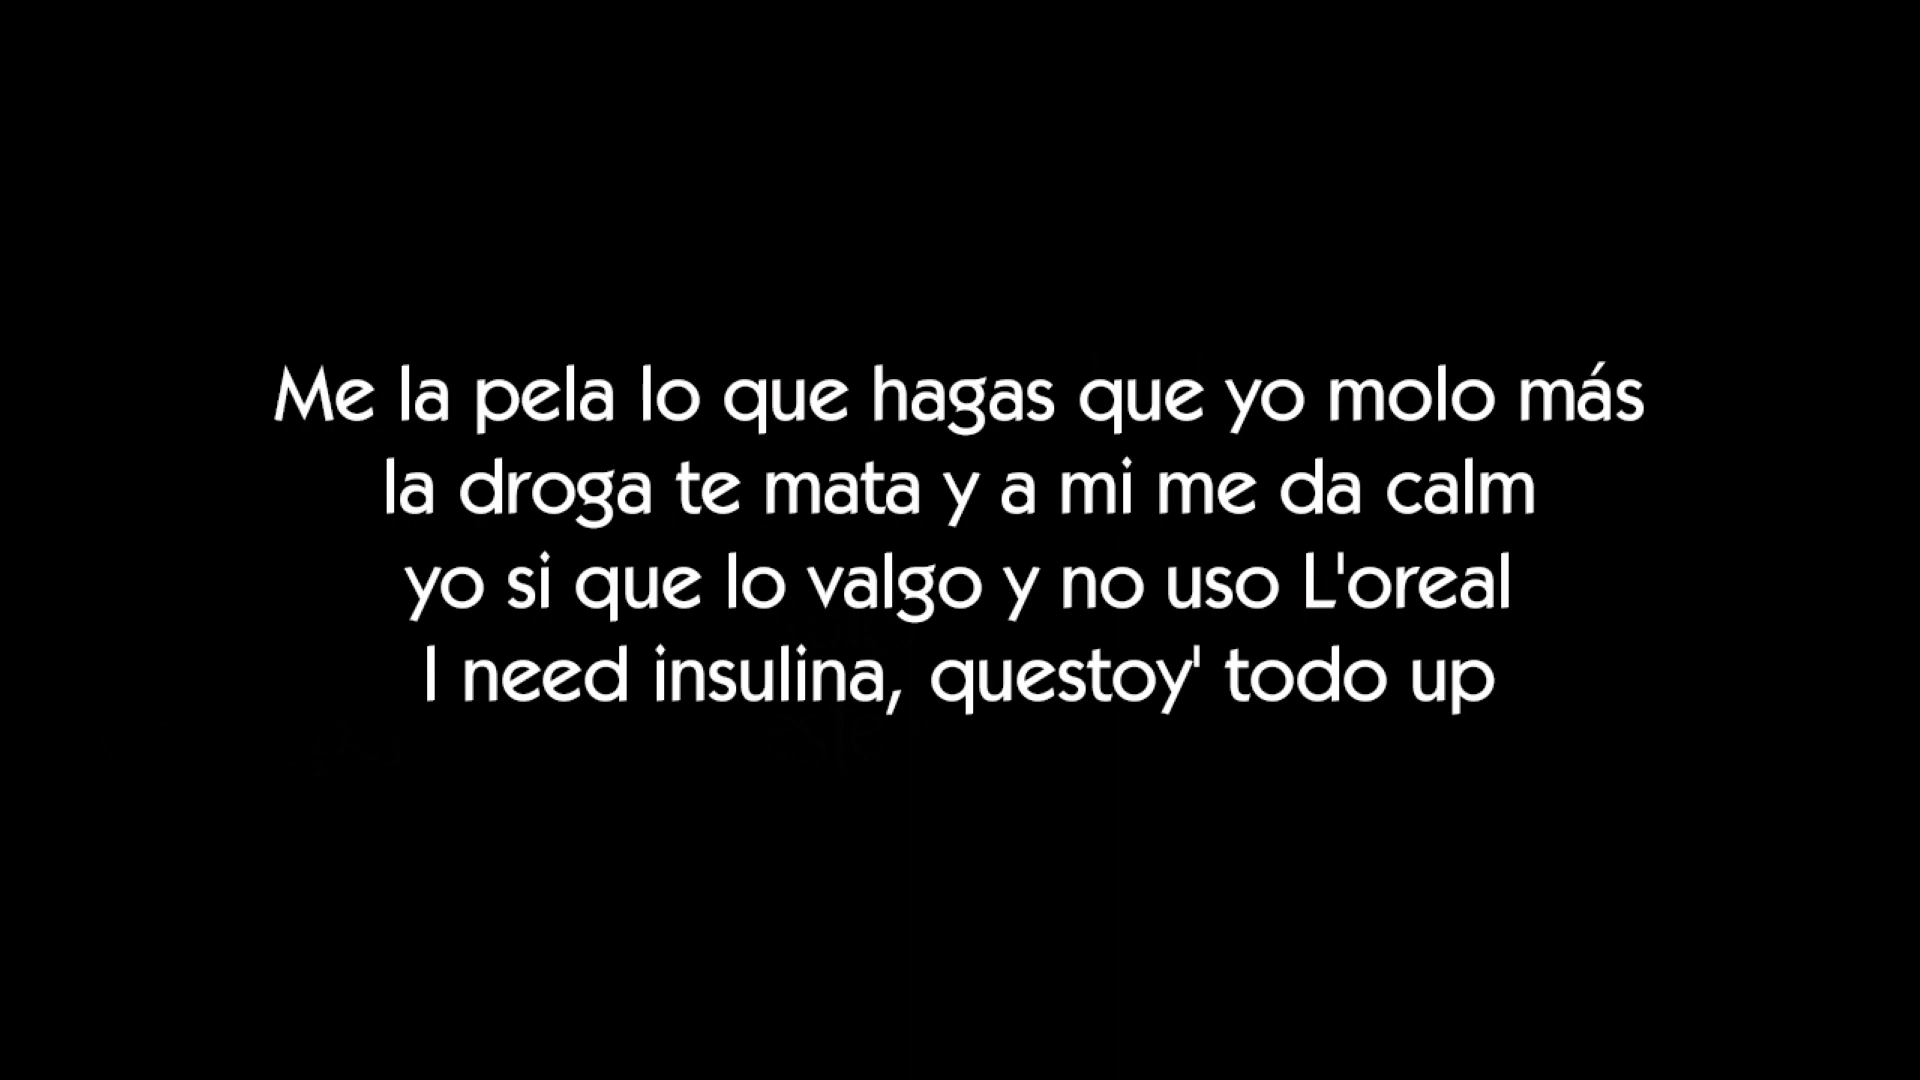 Me la pela lo que hagas que yo molo más
la droga te mata y a mi me da calm
yo si que lo valgo y no uso L'oreal
I need insulina, questoy' todo up